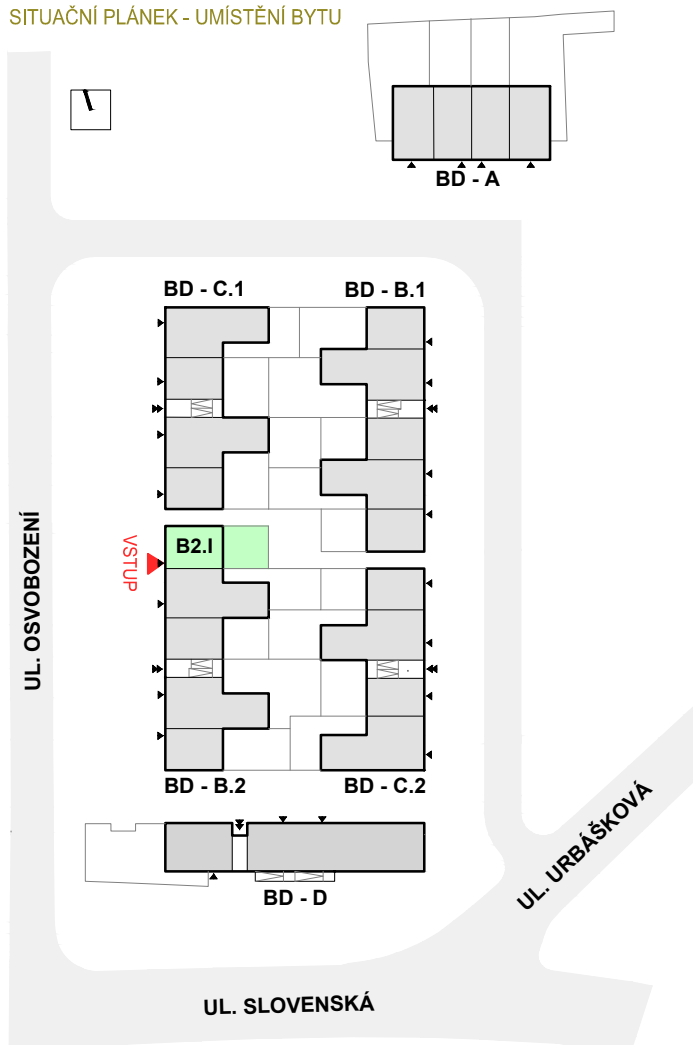 SITUAČNÍ PLÁNEK - UMÍSTĚNÍ BYTU
BD - A
BD - C.1
BD - B.1
B2.I
VSTUP
UL. OSVOBOZENÍ
BD - B.2
BD - C.2
UL. URBÁŠKOVÁ
BD - D
UL. SLOVENSKÁ